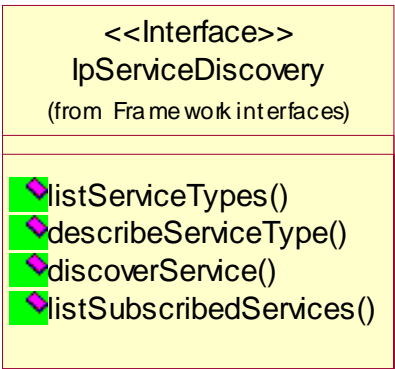 <<Interface>>
IpServiceDiscovery
(from Framework interfaces)
listServiceTypes()
describeServiceType()
discoverService()
listSubscribedServices()